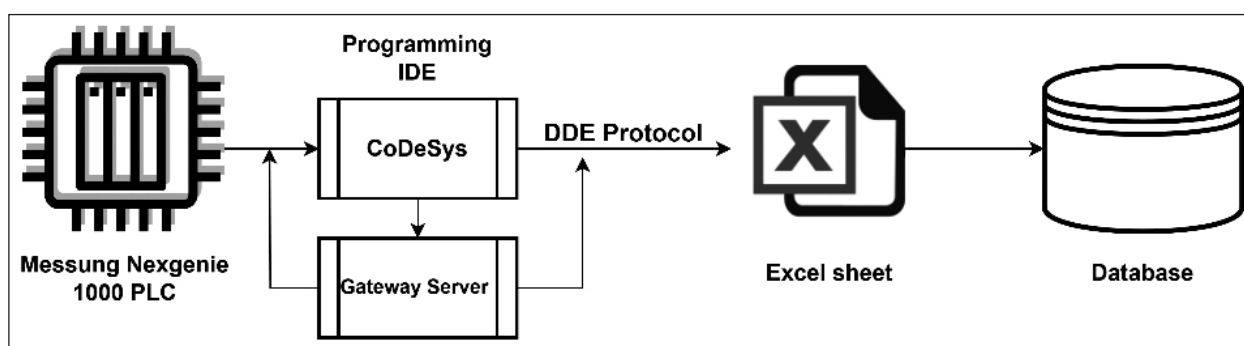 Programming
IDE
CoDeSys
DDE Protocol
X
Messung Nexgenie
1000 PLC
Gateway Server
Excel sheet
Database